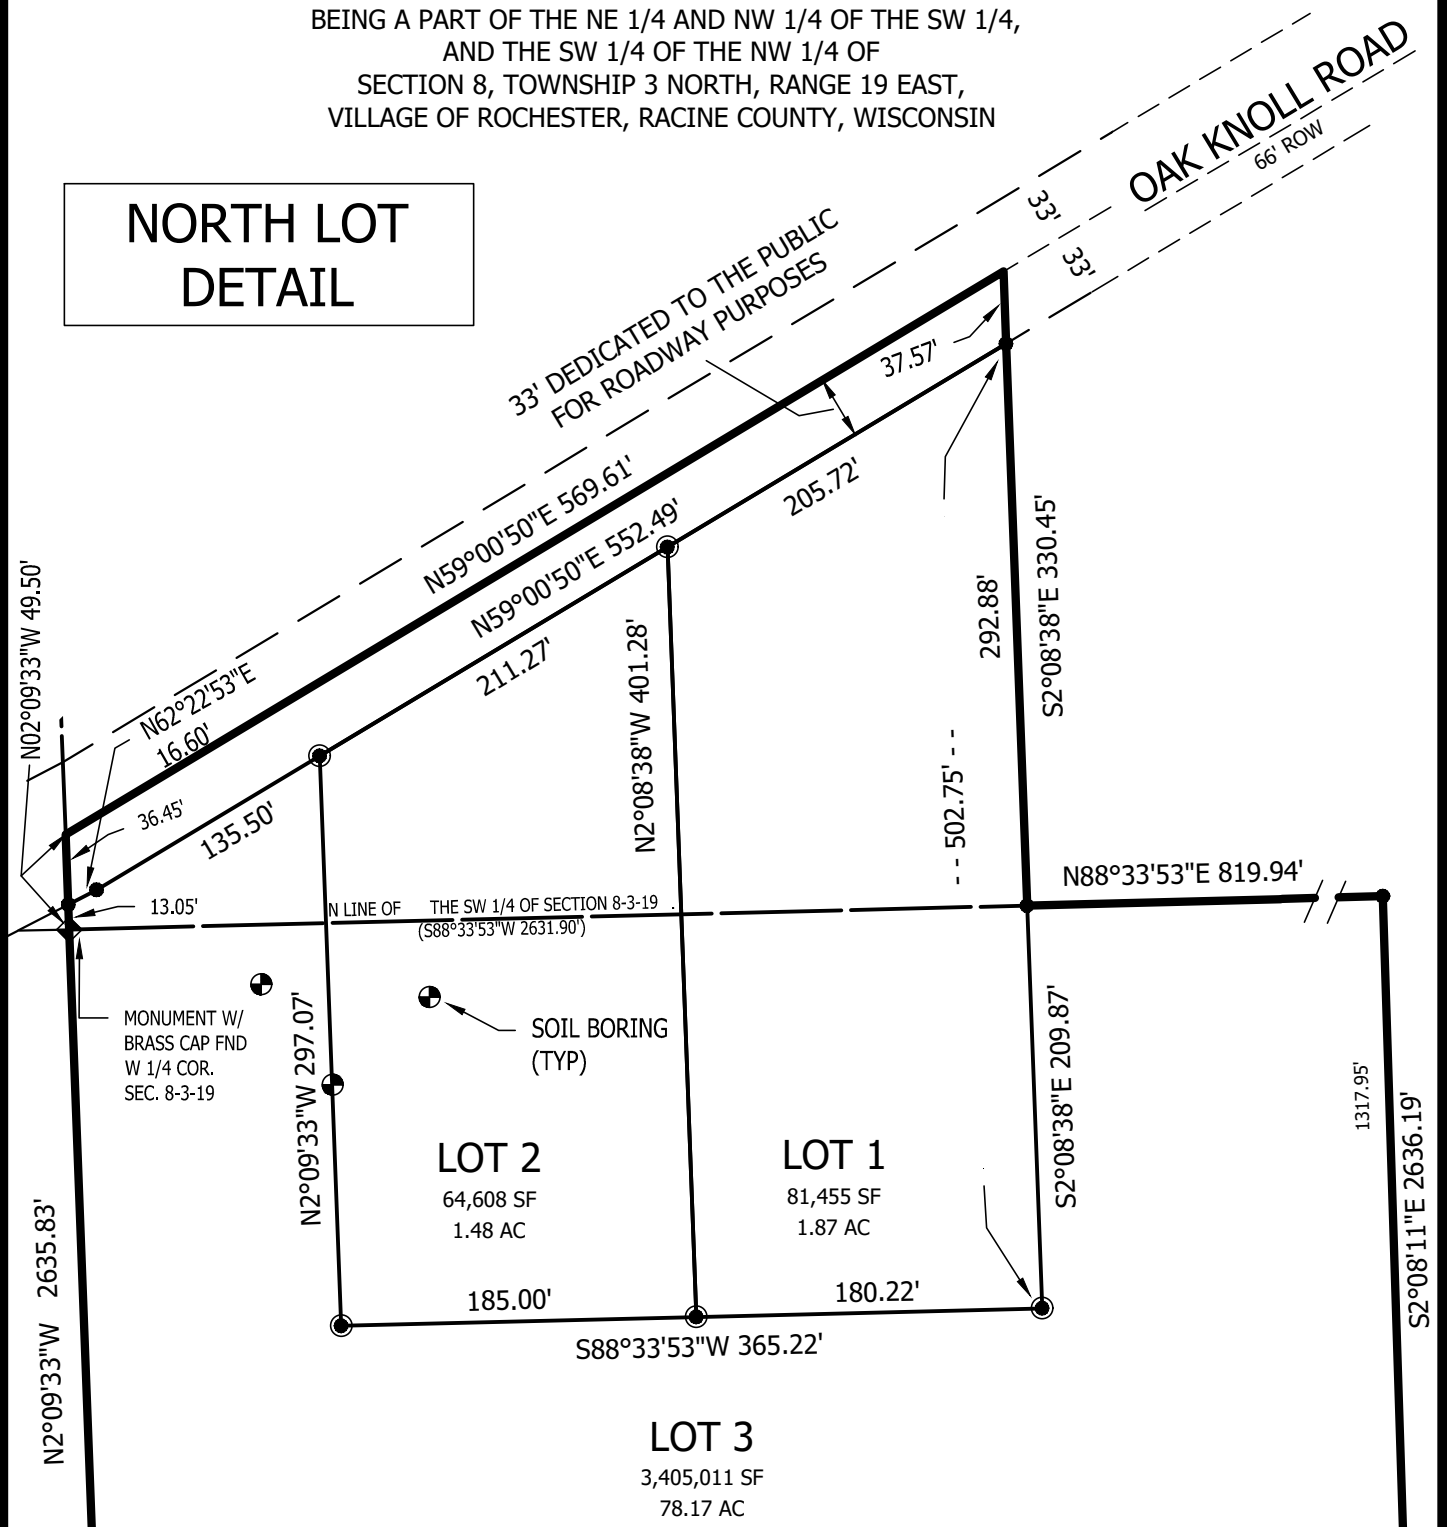 BEING A PART OF THE NE 1/4 AND NW 1/4 OF THE SW 1/4,
AND THE SW 1/4 OF THE NW 1/4 OF
SECTION 8, TOWNSHIP 3 NORTH, RANGE 19 EAST,
VILLAGE OF ROCHESTER, RACINE COUNTY, WISCONSIN
NORTH LOT
DETAIL
OAK KNOLL ROAD
66' ROW
33'
33'
33' DEDICATED TO THE PUBLIC
FOR ROADWAY PURPOSES
37.57'
N59°00'50"E 569.61'
N59°00'50"E 552.49'
205.72'
211.27'
135.50'
N02°09'33"W 49.50'
N62°22'53"E
16.60'
36.45'
13.05'
N2°08'38"W 401.28'
292.88'
S2°08'38"E 330.45'
- - 502.75' - -
N88°33'53"E 819.94'
N LINE OF THE SW 1/4 OF SECTION 8-3-19
(S88°33'53"W 2631.90')
MONUMENT W/
BRASS CAP FND
W 1/4 COR.
SEC. 8-3-19
SOIL BORING
(TYP)
N2°09'33"W 297.07'
S2°08'38"E 209.87'
1317.95'
S2°08'11"E 2636.19'
N2°09'33"W 2635.83'
LOT 2
64,608 SF
1.48 AC
LOT 1
81,455 SF
1.87 AC
185.00'
180.22'
S88°33'53"W 365.22'
LOT 3
3,405,011 SF
78.17 AC